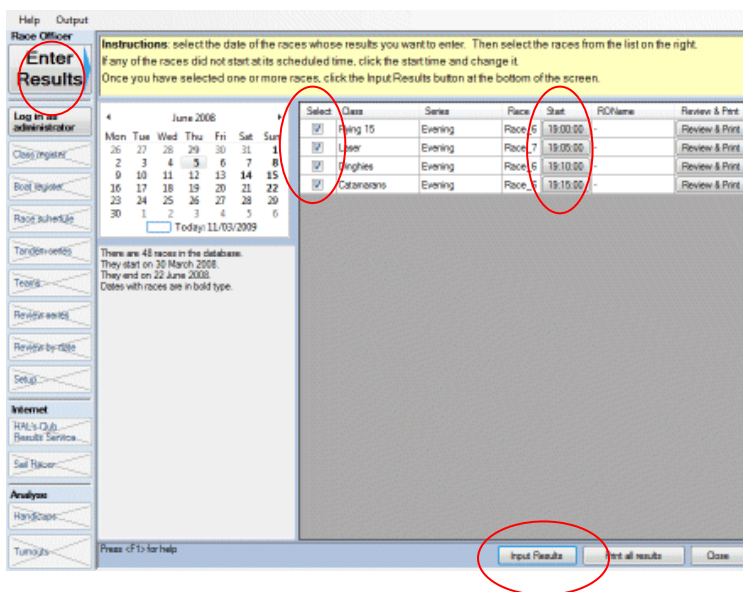 Help Output
Race Officer
Enter
Results
Log in as
administrator
Class register
Boat register
Race schedule
Tandem series
Teams
Review series
Review by date
Setup
Internet
HAL's Club
Results Service
Sail Racer
Analyse
Handicaps
Turnouts
Instructions: select the date of the races whose results you want to enter. Then select the races from the list on the right.
If any of the races did not start at its scheduled time, click the start time and change it.
Once you have selected one or more races, click the Input Results button at the bottom of the screen.
June 2008
Mon Tue Wed Thu Fri Sat Sun
26 27 28 29 30 31 1
2 3 4 5 6 7 8
9 10 11 12 13 14 15
16 17 18 19 20 21 22
23 24 25 26 27 28 29
30 1 2 3 4 5 6
Today: 11/03/2009
There are 48 races in the database.
They start on 30 March 2008.
They end on 22 June 2008.
Dates with races are in bold type.
Select Class Series Race Start ROName Review & Print
Flying 15 Evening Race_6 19:00:00 - Review & Print
Laser Evening Race_7 19:05:00 - Review & Print
Dinghies Evening Race_6 19:10:00 - Review & Print
Catamarans Evening 19:15:00 - Review & Print
Press <F1> for help
Input Results Print all results Close